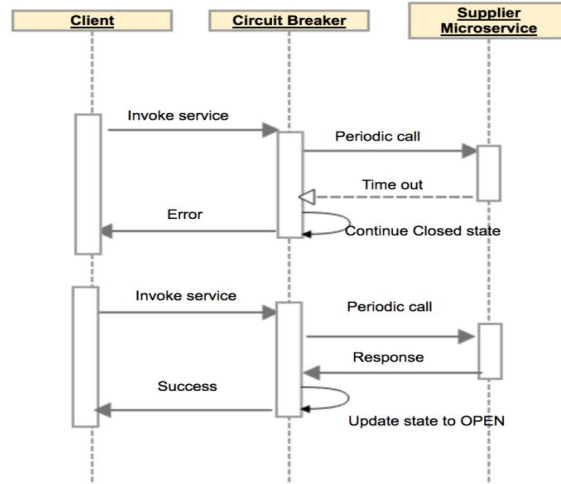 Client
Circuit Breaker
Supplier
Microservice
Invoke service
Periodic call
Time out
Error
Continue Closed state
Invoke service
Periodic call
Response
Success
Update state to OPEN